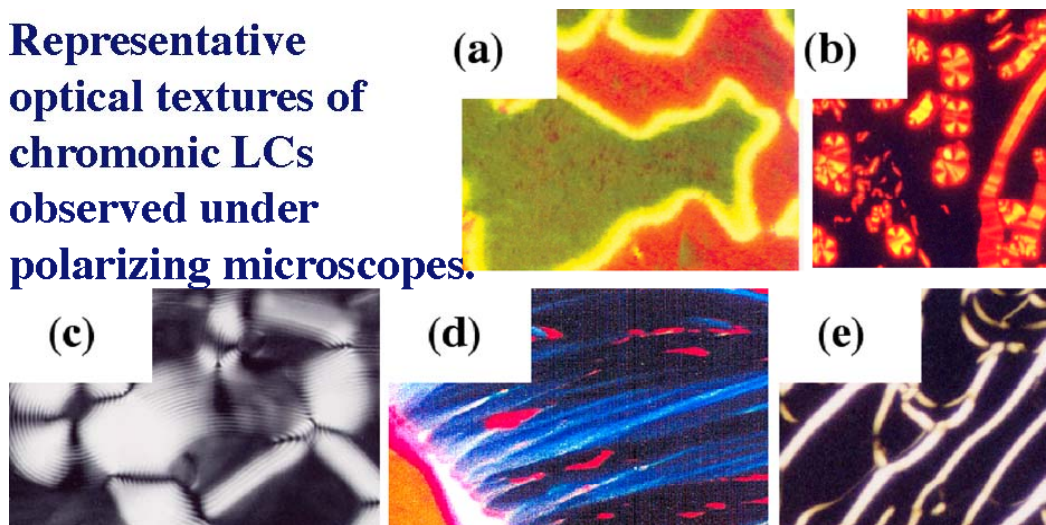 Representative
optical textures of
chromonic LCs
observed under
polarizing microscopes.
(a)
(b)
(c)
(d)
(e)